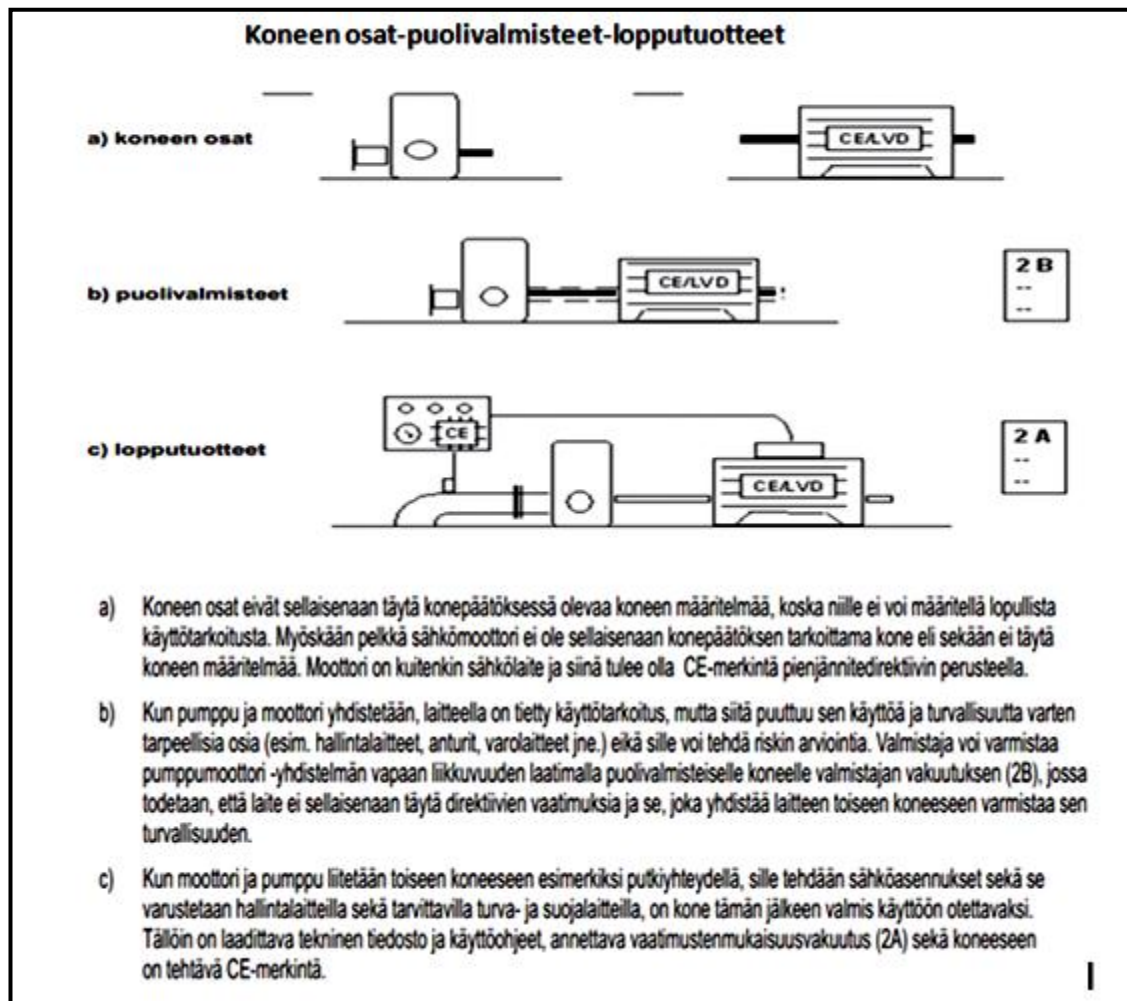 Koneen osat-puolivalmisteet-lopputuotteet
a) koneen osat
CE/LVD
b) puolivalmisteet
CE/LVD
2 B
--
--
c) lopputuotteet
CE
CE/LVD
2 A
--
--
a) Koneen osat eivät sellaisenaan täytä konepäätöksessä olevaa koneen määritelmää, koska niille ei voi määritellä lopullista
käyttötarkoitusta. Myöskään pelkkä sähkömoottori ei ole sellaisenaan konepäätöksen tarkoittama kone eli sekään ei täytä
koneen määritelmää. Moottori on kuitenkin sähkölaite ja siinä tulee olla CE-merkintä pienjännitedirektiivin perusteella.
b) Kun pumppu ja moottori yhdistetään, laitteella on tietty käyttötarkoitus, mutta siitä puuttuu sen käyttöä ja turvallisuutta varten
tarpeellisia osia (esim. hallintalaitteet, anturit, varolaitteet jne.) eikä sille voi tehdä riskin arviointia. Valmistaja voi varmistaa
pumppumoottori -yhdistelmän vapaan liikkuvuuden laatimalla puolivalmisteiselle koneelle valmistajan vakuutuksen (2B), jossa
todetaan, että laite ei sellaisenaan täytä direktiivien vaatimuksia ja se, joka yhdistää laitteen toiseen koneeseen varmistaa sen
turvallisuuden.
c) Kun moottori ja pumppu liitetään toiseen koneeseen esimerkiksi putkiyhteydellä, sille tehdään sähköasennukset sekä se
varustetaan hallintalaitteilla sekä tarvittavilla turva- ja suojalaitteilla, on kone tämän jälkeen valmis käyttöön otettavaksi.
Tällöin on laadittava tekninen tiedosto ja käyttöohjeet, annettava vaatimustenmukaisuusvakuutus (2A) sekä koneeseen
on tehtävä CE-merkintä.